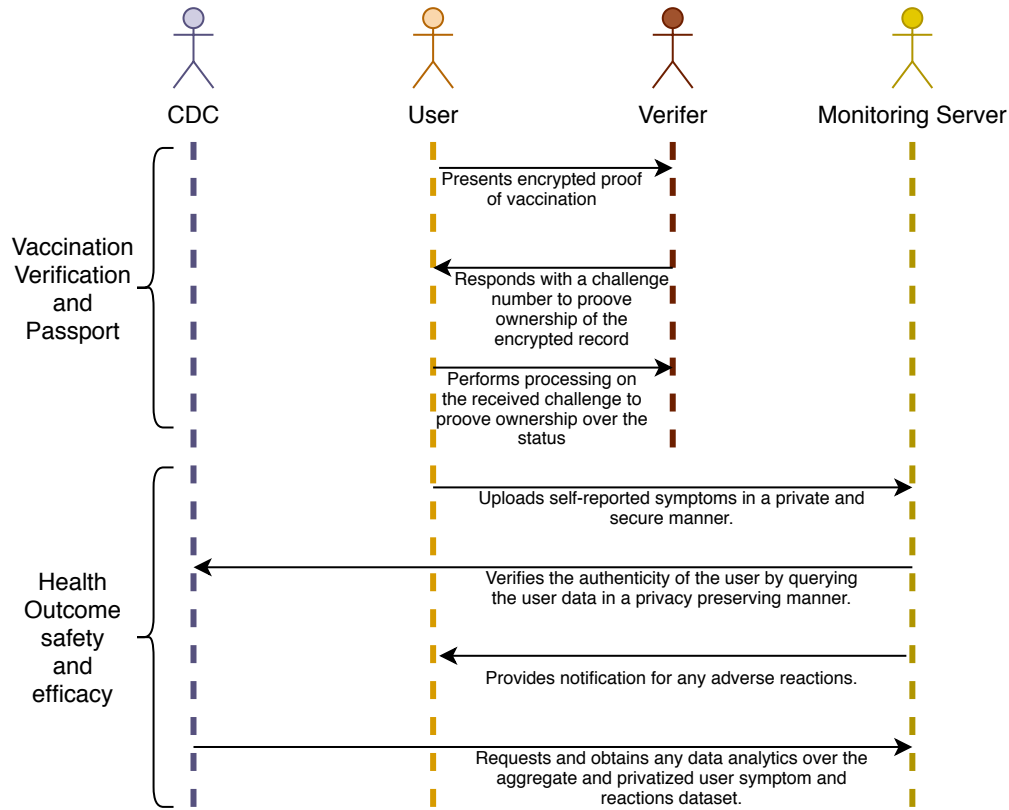 CDC
User
Verifer
Monitoring Server
Vaccination
Verification
and
Passport
Presents encrypted proof
of vaccination
Responds with a challenge
number to proove
ownership of the
encrypted record
Performs processing on
the received challenge to
proove ownership over the
status
Health
Outcome
safety
and
efficacy
Uploads self-reported symptoms in a private and
secure manner.
Verifies the authenticity of the user by querying
the user data in a privacy preserving manner.
Provides notification for any adverse reactions.
Requests and obtains any data analytics over the
aggregate and privatized user symptom and
reactions dataset.